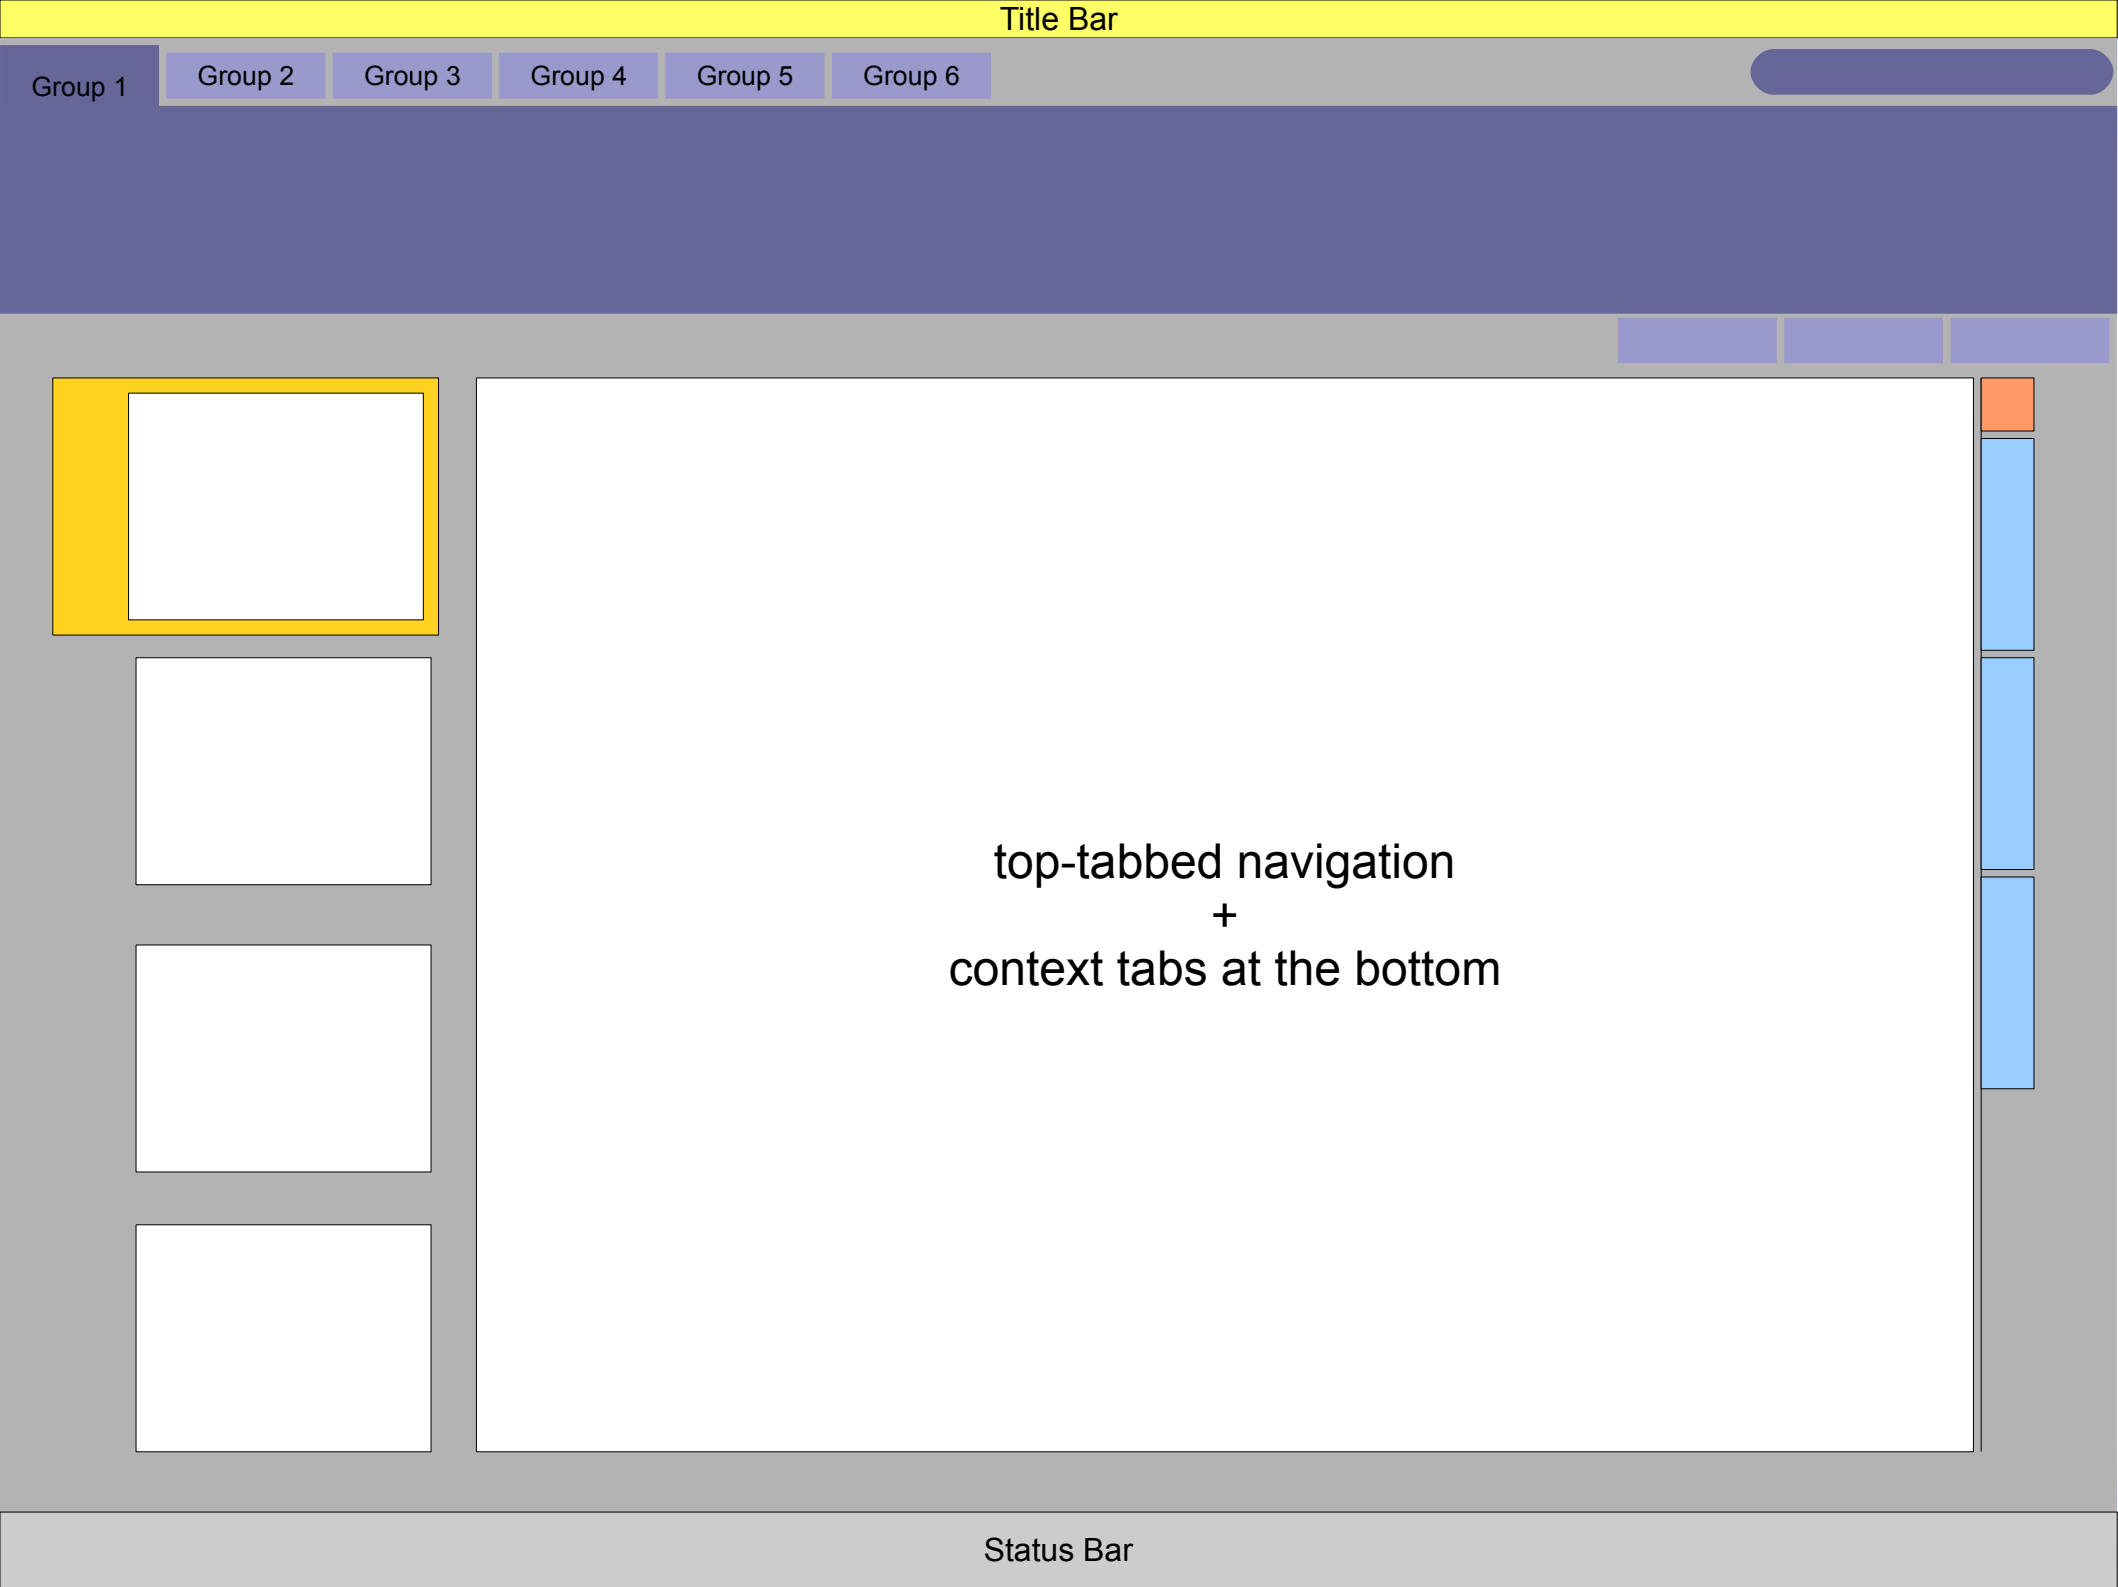 Title Bar
Group 1
Group 2
Group 3
Group 4
Group 5
Group 6
top-tabbed navigation
+
context tabs at the bottom
Status Bar